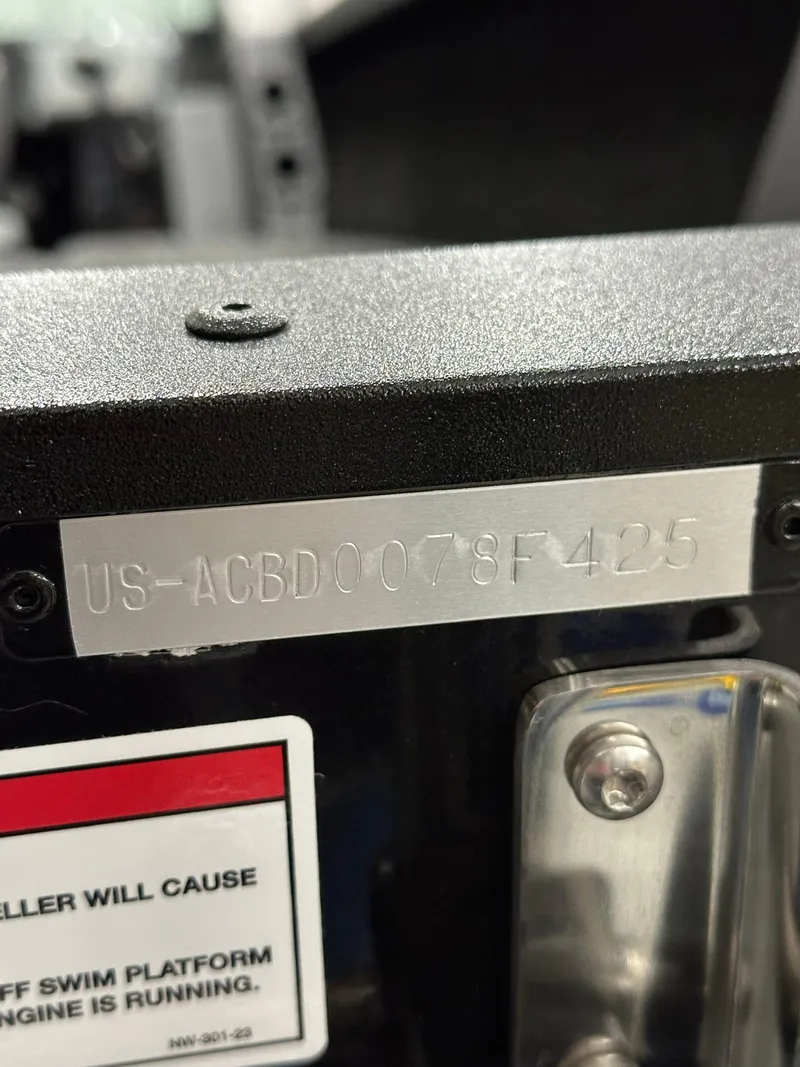 US-ACBD0078F425
ELLER WILL CAUSE
FF SWIM PLATFORM
NGINE IS RUNNING.
NW-301-23